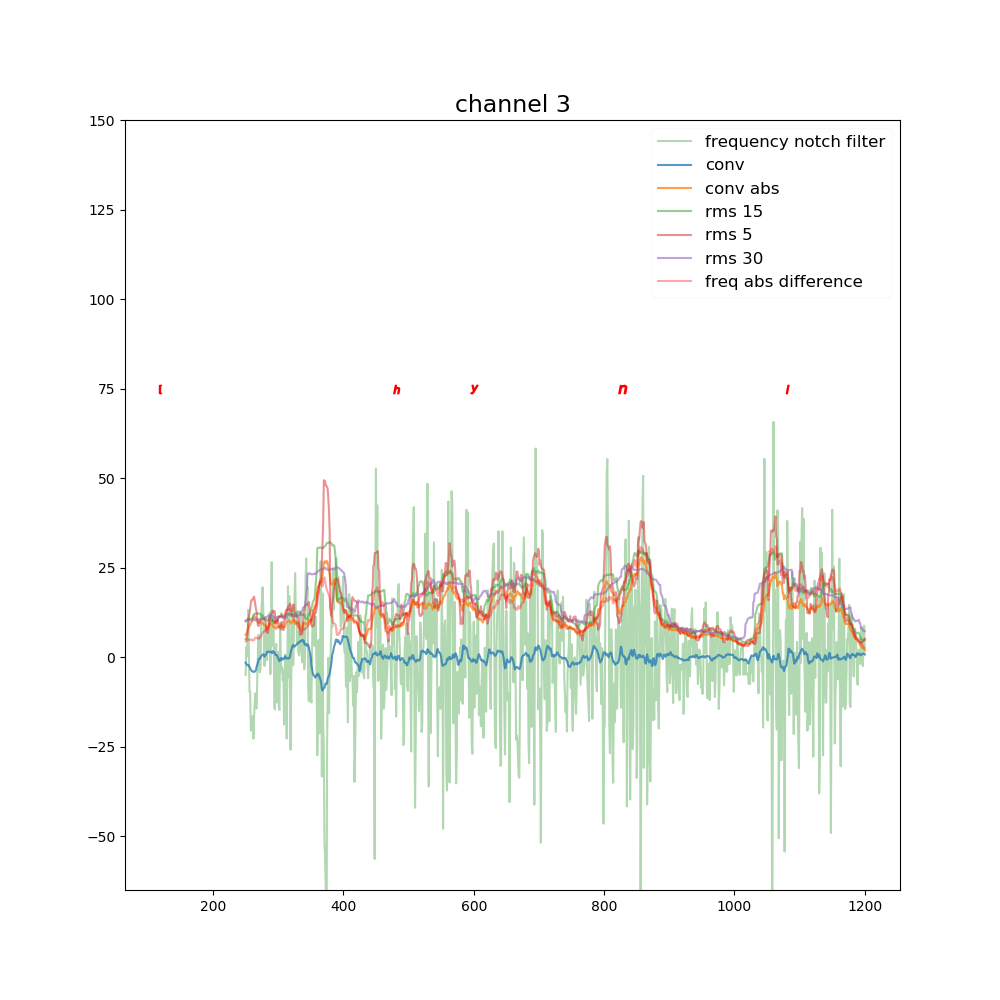 channel 3
150
125
100
75
50
25
0
−25
−50
frequency notch filter
conv
conv abs
rms 15
rms 5
rms 30
freq abs difference
h y n l
200 400 600 800 1000 1200